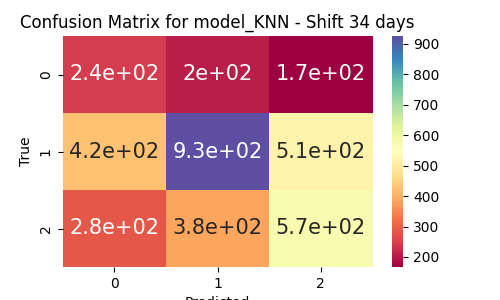 Confusion Matrix for model_KNN - Shift 34 days
0 2.4e+02 2e+02 1.7e+02
1 4.2e+02 9.3e+02 5.1e+02
2 2.8e+02 3.8e+02 5.7e+02
True
0 1 2
Predicted
900
800
700
600
500
400
300
200